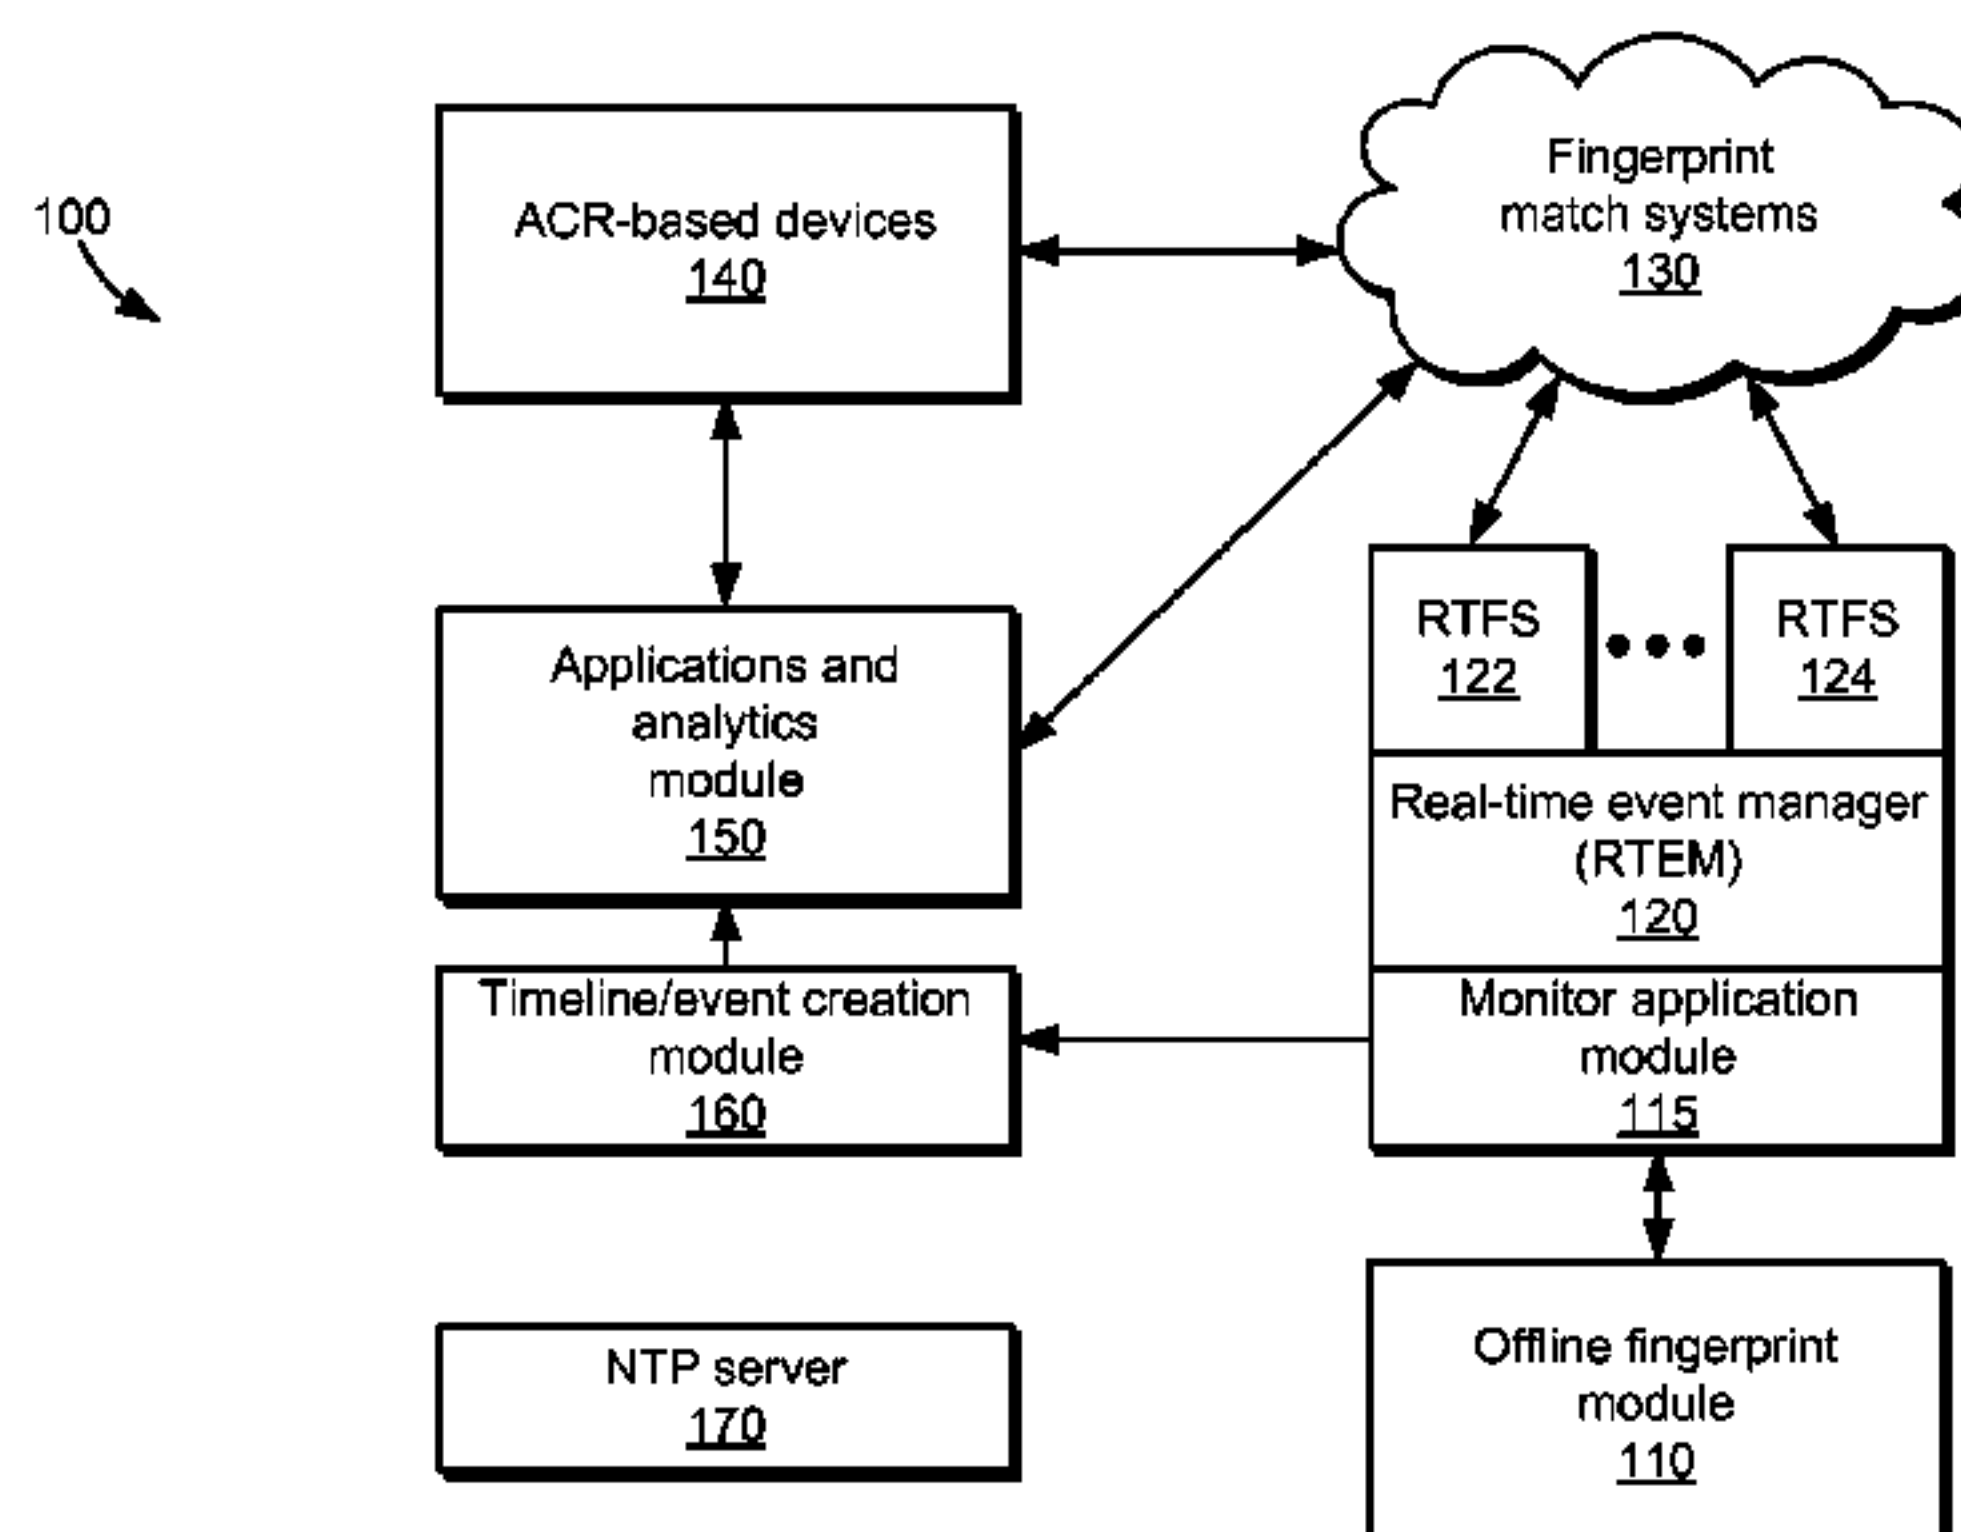 100
ACR-based devices
140
Fingerprint
match systems
130
Applications and
analytics
module
150
RTFS
122
RTFS
124
Real-time event manager
(RTEM)
120
Timeline/event creation
module
160
Monitor application
module
115
NTP server
170
Offline fingerprint
module
110